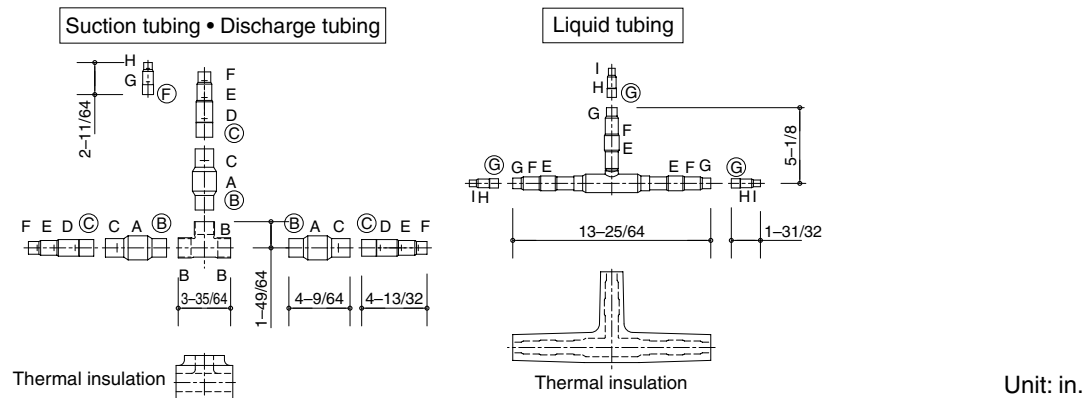 Suction tubing • Discharge tubing
H
G Ⓕ
2–11/64
F
E
D
Ⓒ
C
A
Ⓑ
F E D Ⓒ C A Ⓑ B Ⓑ A C Ⓒ D E F
B B
3–35/64
1–49/64
4–9/64
4–13/32
Thermal insulation
Liquid tubing
I
H Ⓖ
G
F
E
5–1/8
Ⓖ G F E E F G Ⓖ
I H H I
13–25/64
1–31/32
Thermal insulation
Unit: in.